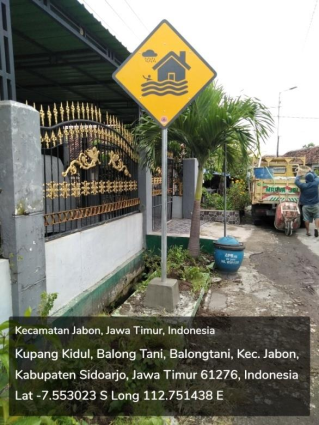 Kecamatan Jabon, Jawa Timur, Indonesia
Kupang Kidul, Balong Tani, Balongtani, Kec. Jabon,
Kabupaten Sidoarjo, Jawa Timur 61276, Indonesia
Lat -7.553023 S Long 112.751438 E